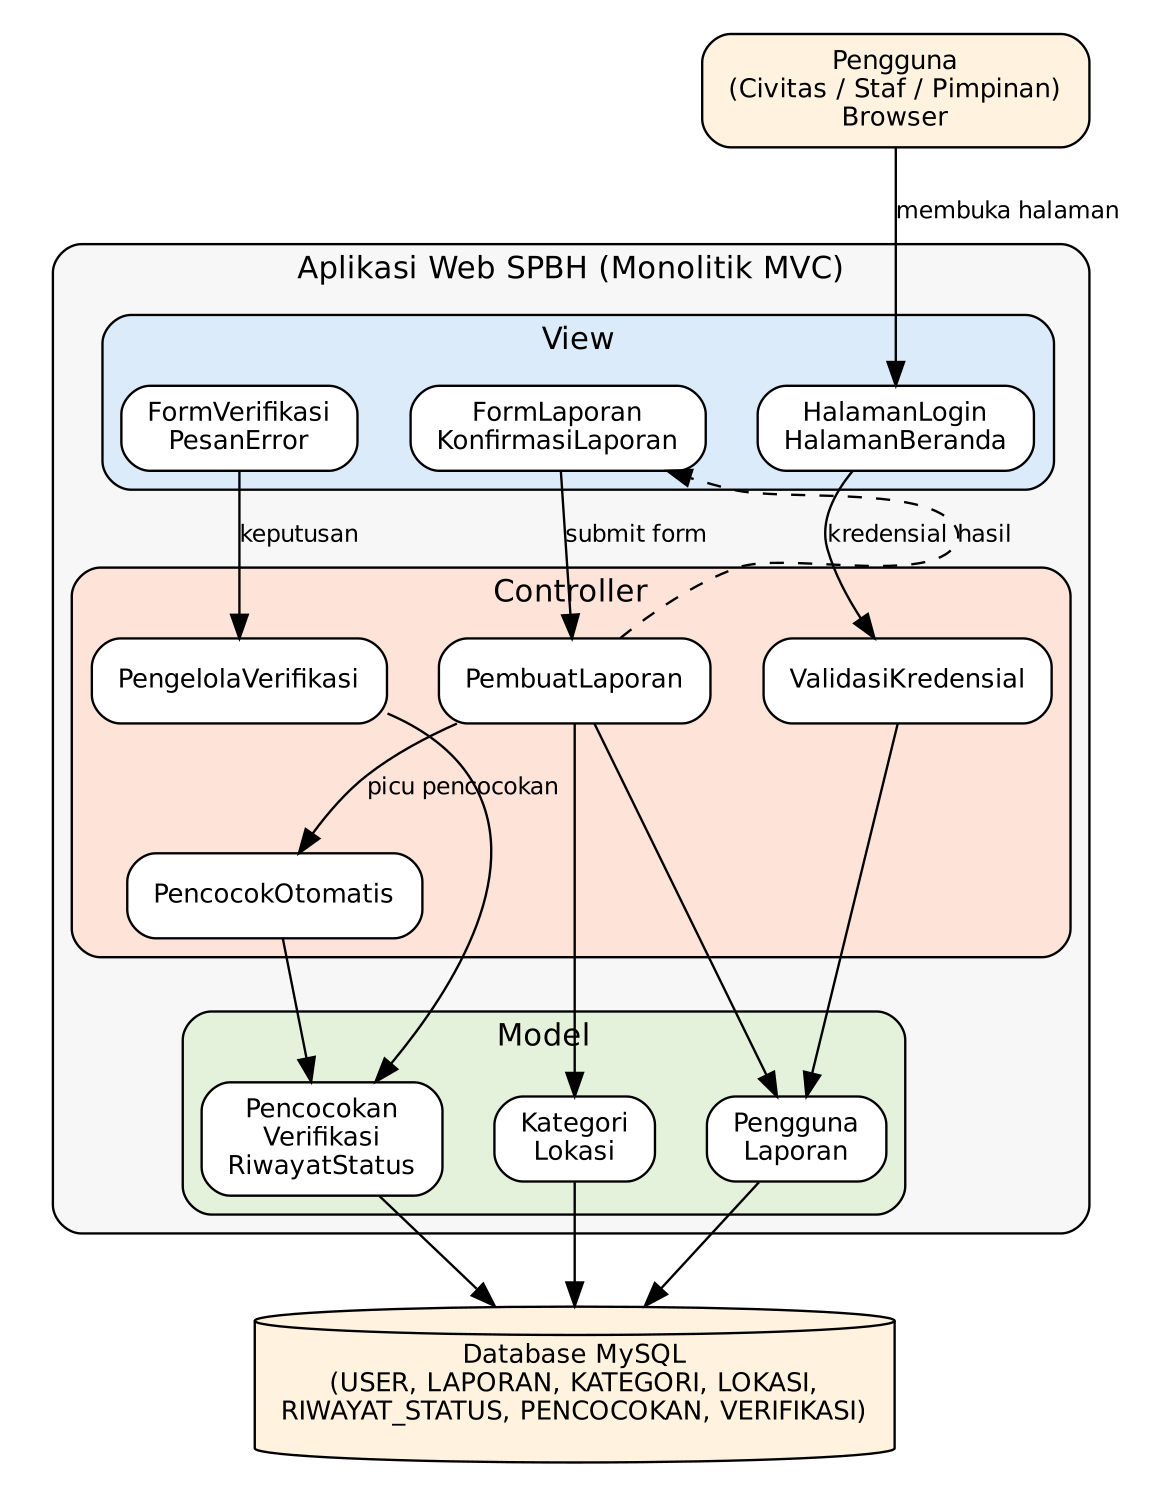 Pengguna
(Civitas / Staf / Pimpinan)
Browser
membuka halaman
Aplikasi Web SPBH (Monolitik MVC)
View
FormVerifikasi
PesanError
FormLaporan
KonfirmasiLaporan
HalamanLogin
HalamanBeranda
keputusan
submit form
kredensial
hasil
Controller
PengelolaVerifikasi
PembuatLaporan
ValidasiKredensial
picu pencocokan
PencocokOtomatis
Model
Pencocokan
Verifikasi
RiwayatStatus
Kategori
Lokasi
Pengguna
Laporan
Database MySQL
(USER, LAPORAN, KATEGORI, LOKASI,
RIWAYAT_STATUS, PENCOCOKAN, VERIFIKASI)